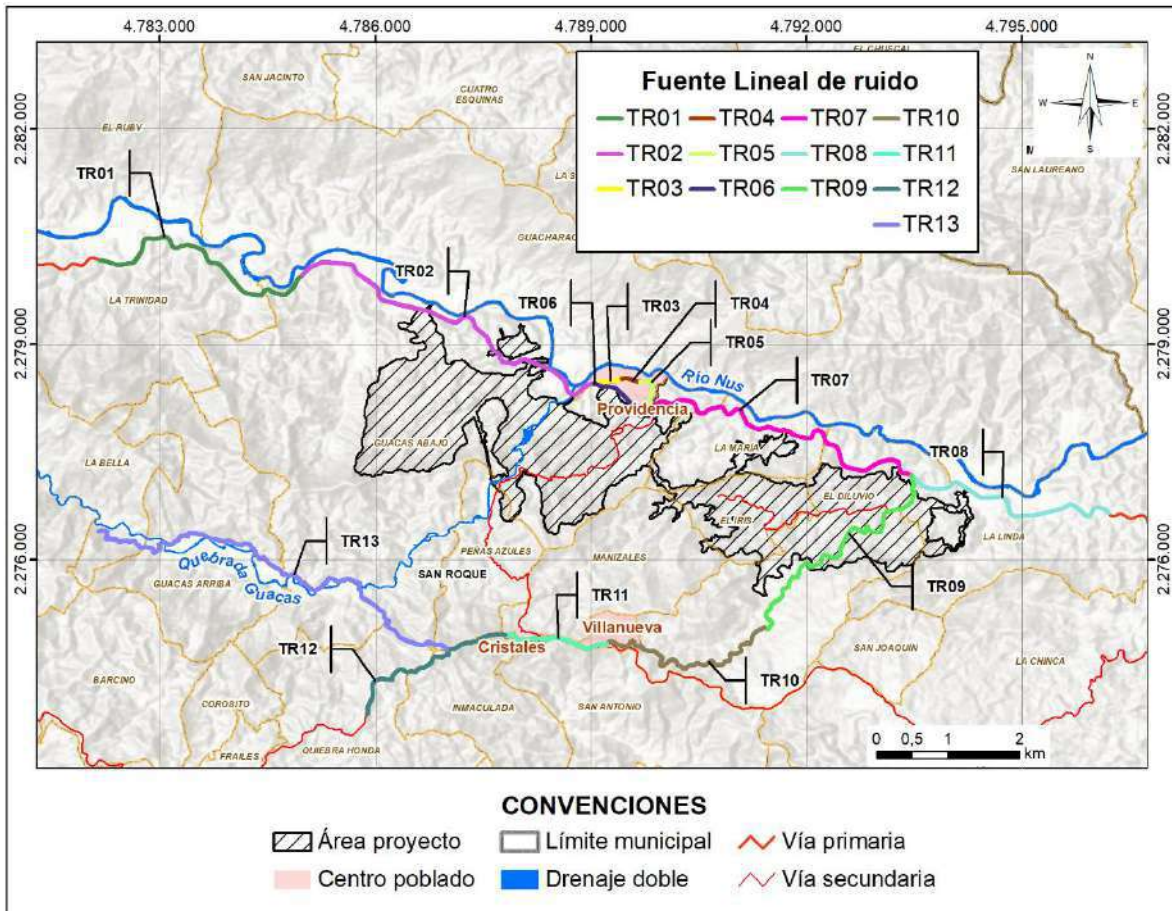 4.783.000 4.786.000 4.789.000 4.792.000 4.795.000
EL CHUSCAL
SAN JACINTO
CUATRO
ESQUINAS
Fuente Lineal de ruido
TR01 TR04 TR07 TR10
TR02 TR05 TR08 TR11
TR03 TR06 TR09 TR12
TR13
N
W E
S
2.282.000 2.282.000
EL RUBY
SAN LAUREANO
TR01
LA TRINIDAD
TR02
TR06
TR03
TR04
TR05
2.279.000 2.279.000
Río Nus
TR07
Providencia
GUACAS ABAJO
LA MARIA
TR08
LA BELLA
EL DILUVIO
EL IRIS
LA LINDA
2.276.000 2.276.000
TR13
Quebrada
Guacas
GUACAS ARRIBA
PEÑAS AZULES
MANIZALES
SAN ROQUE
TR09
TR11
Villanueva
Cristales
TR12
SAN JOAQUIN
LA CHINCA
TR10
BARCINO
COROSITO
INMACULADA
SAN ANTONIO
FRAILES
QUIEBRA HONDA
0 0,5 1 2
km
CONVENCIONES
Área proyecto Límite municipal Vía primaria
Centro poblado Drenaje doble Vía secundaria